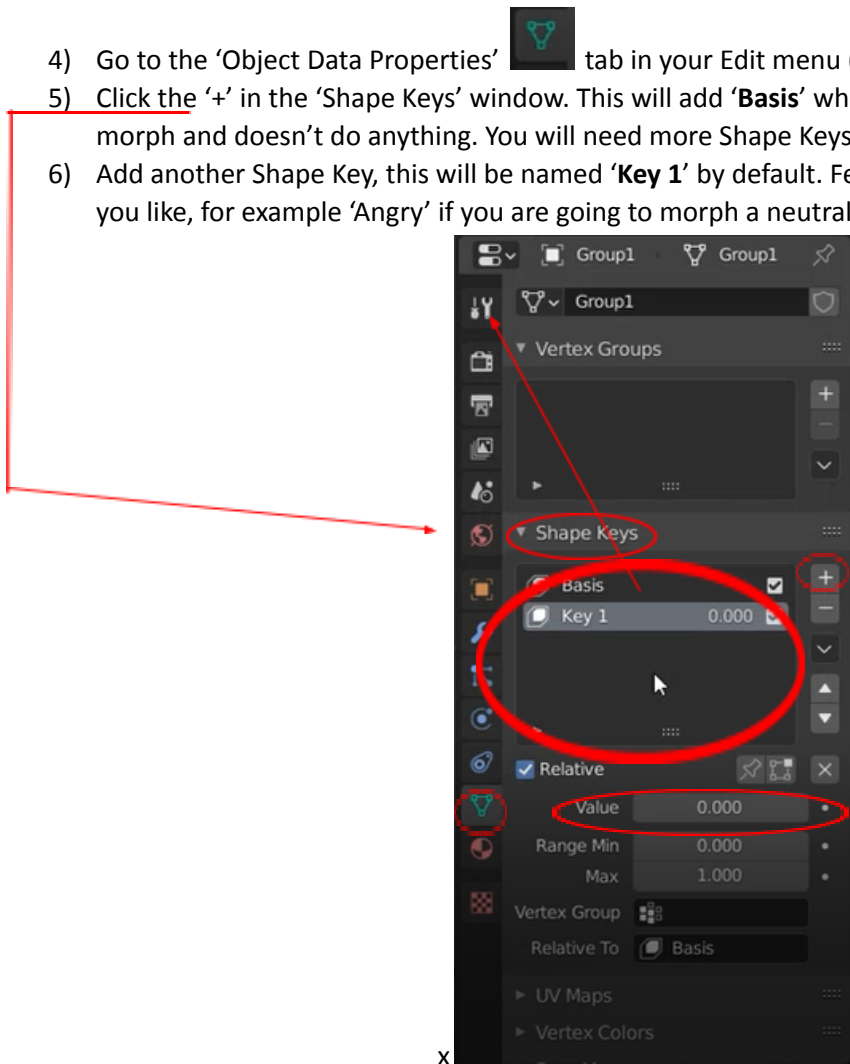 4) Go to the ‘Object Data Properties’ tab in your Edit menu (
5) Click the ‘+’ in the ‘Shape Keys’ window. This will add ‘Basis’ wh
morph and doesn’t do anything. You will need more Shape Keys
6) Add another Shape Key, this will be named ‘Key 1’ by default. Fe
you like, for example ‘Angry’ if you are going to morph a neutral
Group1 Group1
Group1
Vertex Groups
Shape Keys
Basis
Key 1 0.000
Relative
Value 0.000
Range Min 0.000
Max 1.000
Vertex Group
Relative To Basis
UV Maps
Vertex Colors
x